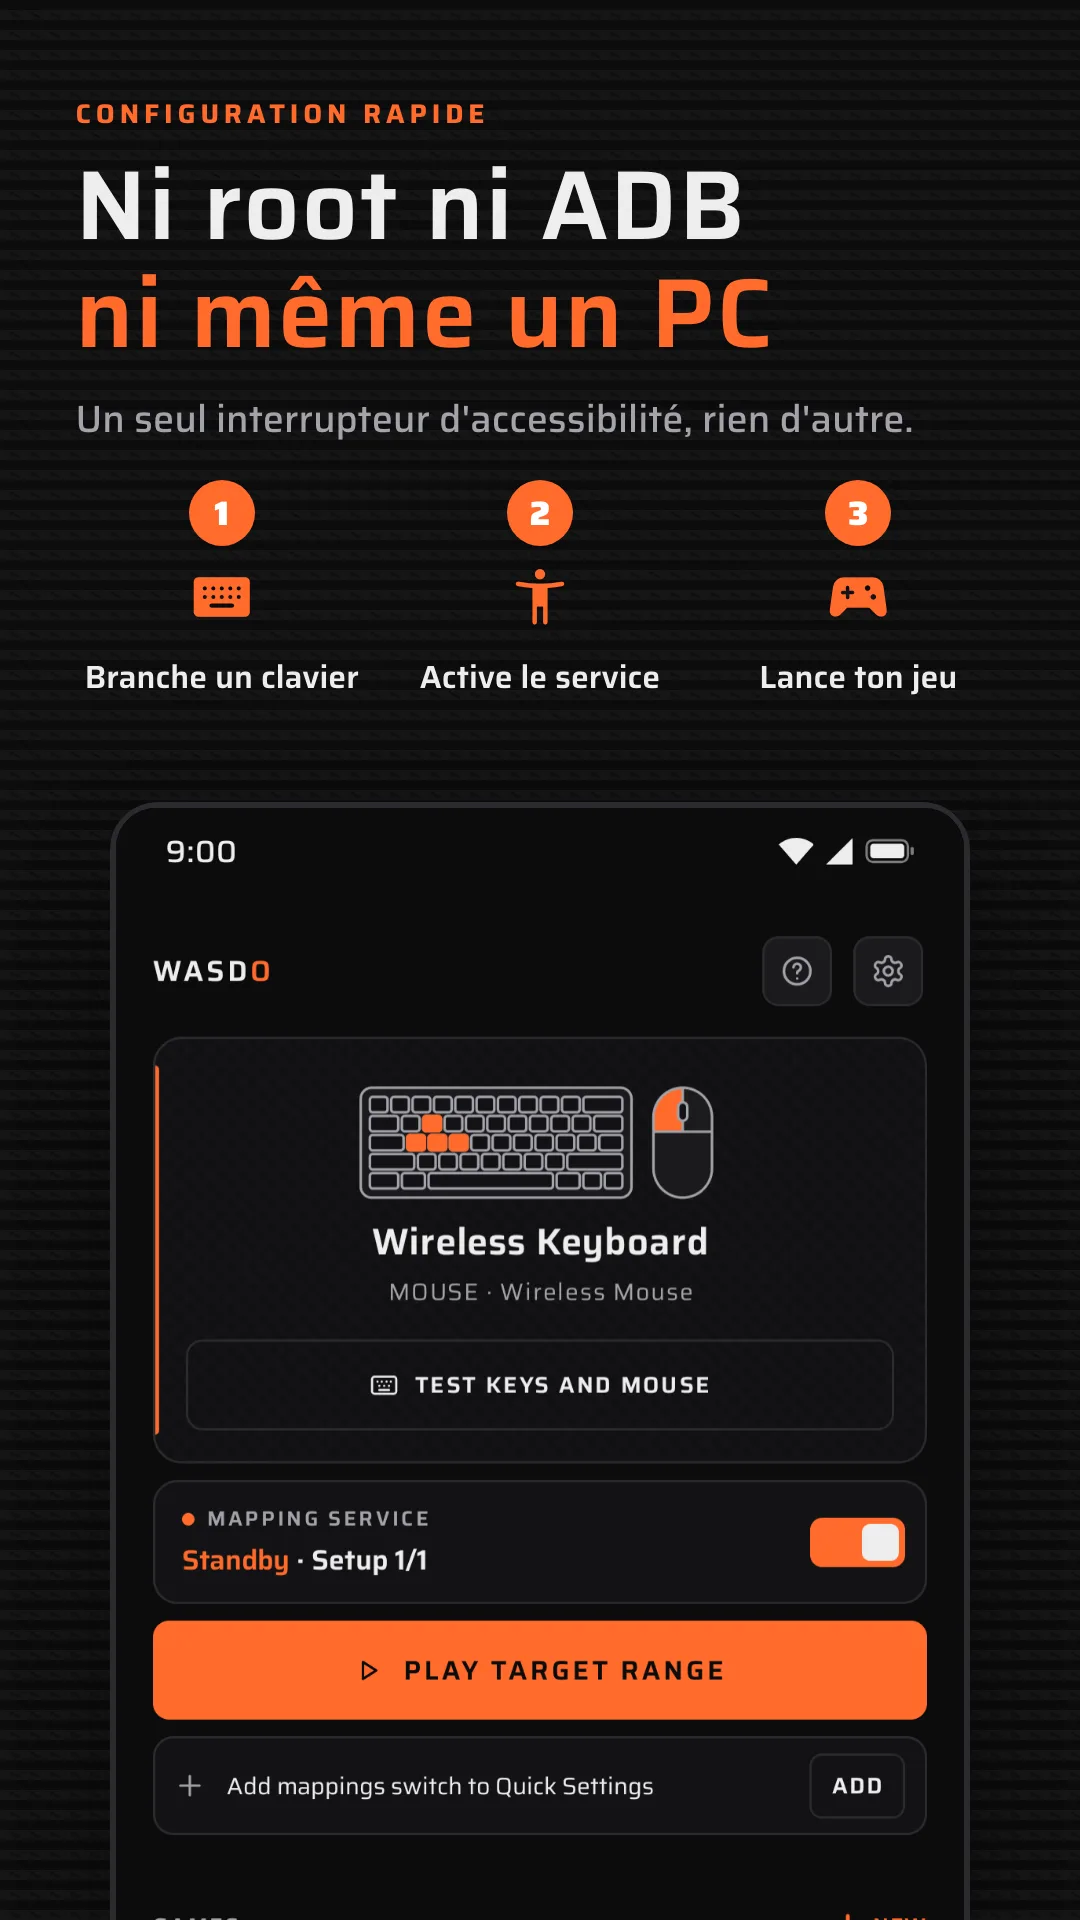 CONFIGURATION RAPIDE
Ni root ni ADB
ni même un PC
Un seul interrupteur d'accessibilité, rien d'autre.
1
2
3
Branche un clavier
Active le service
Lance ton jeu
9:00
WASDO
Wireless Keyboard
MOUSE · Wireless Mouse
TEST KEYS AND MOUSE
MAPPING SERVICE
Standby · Setup 1/1
PLAY TARGET RANGE
Add mappings switch to Quick Settings
ADD